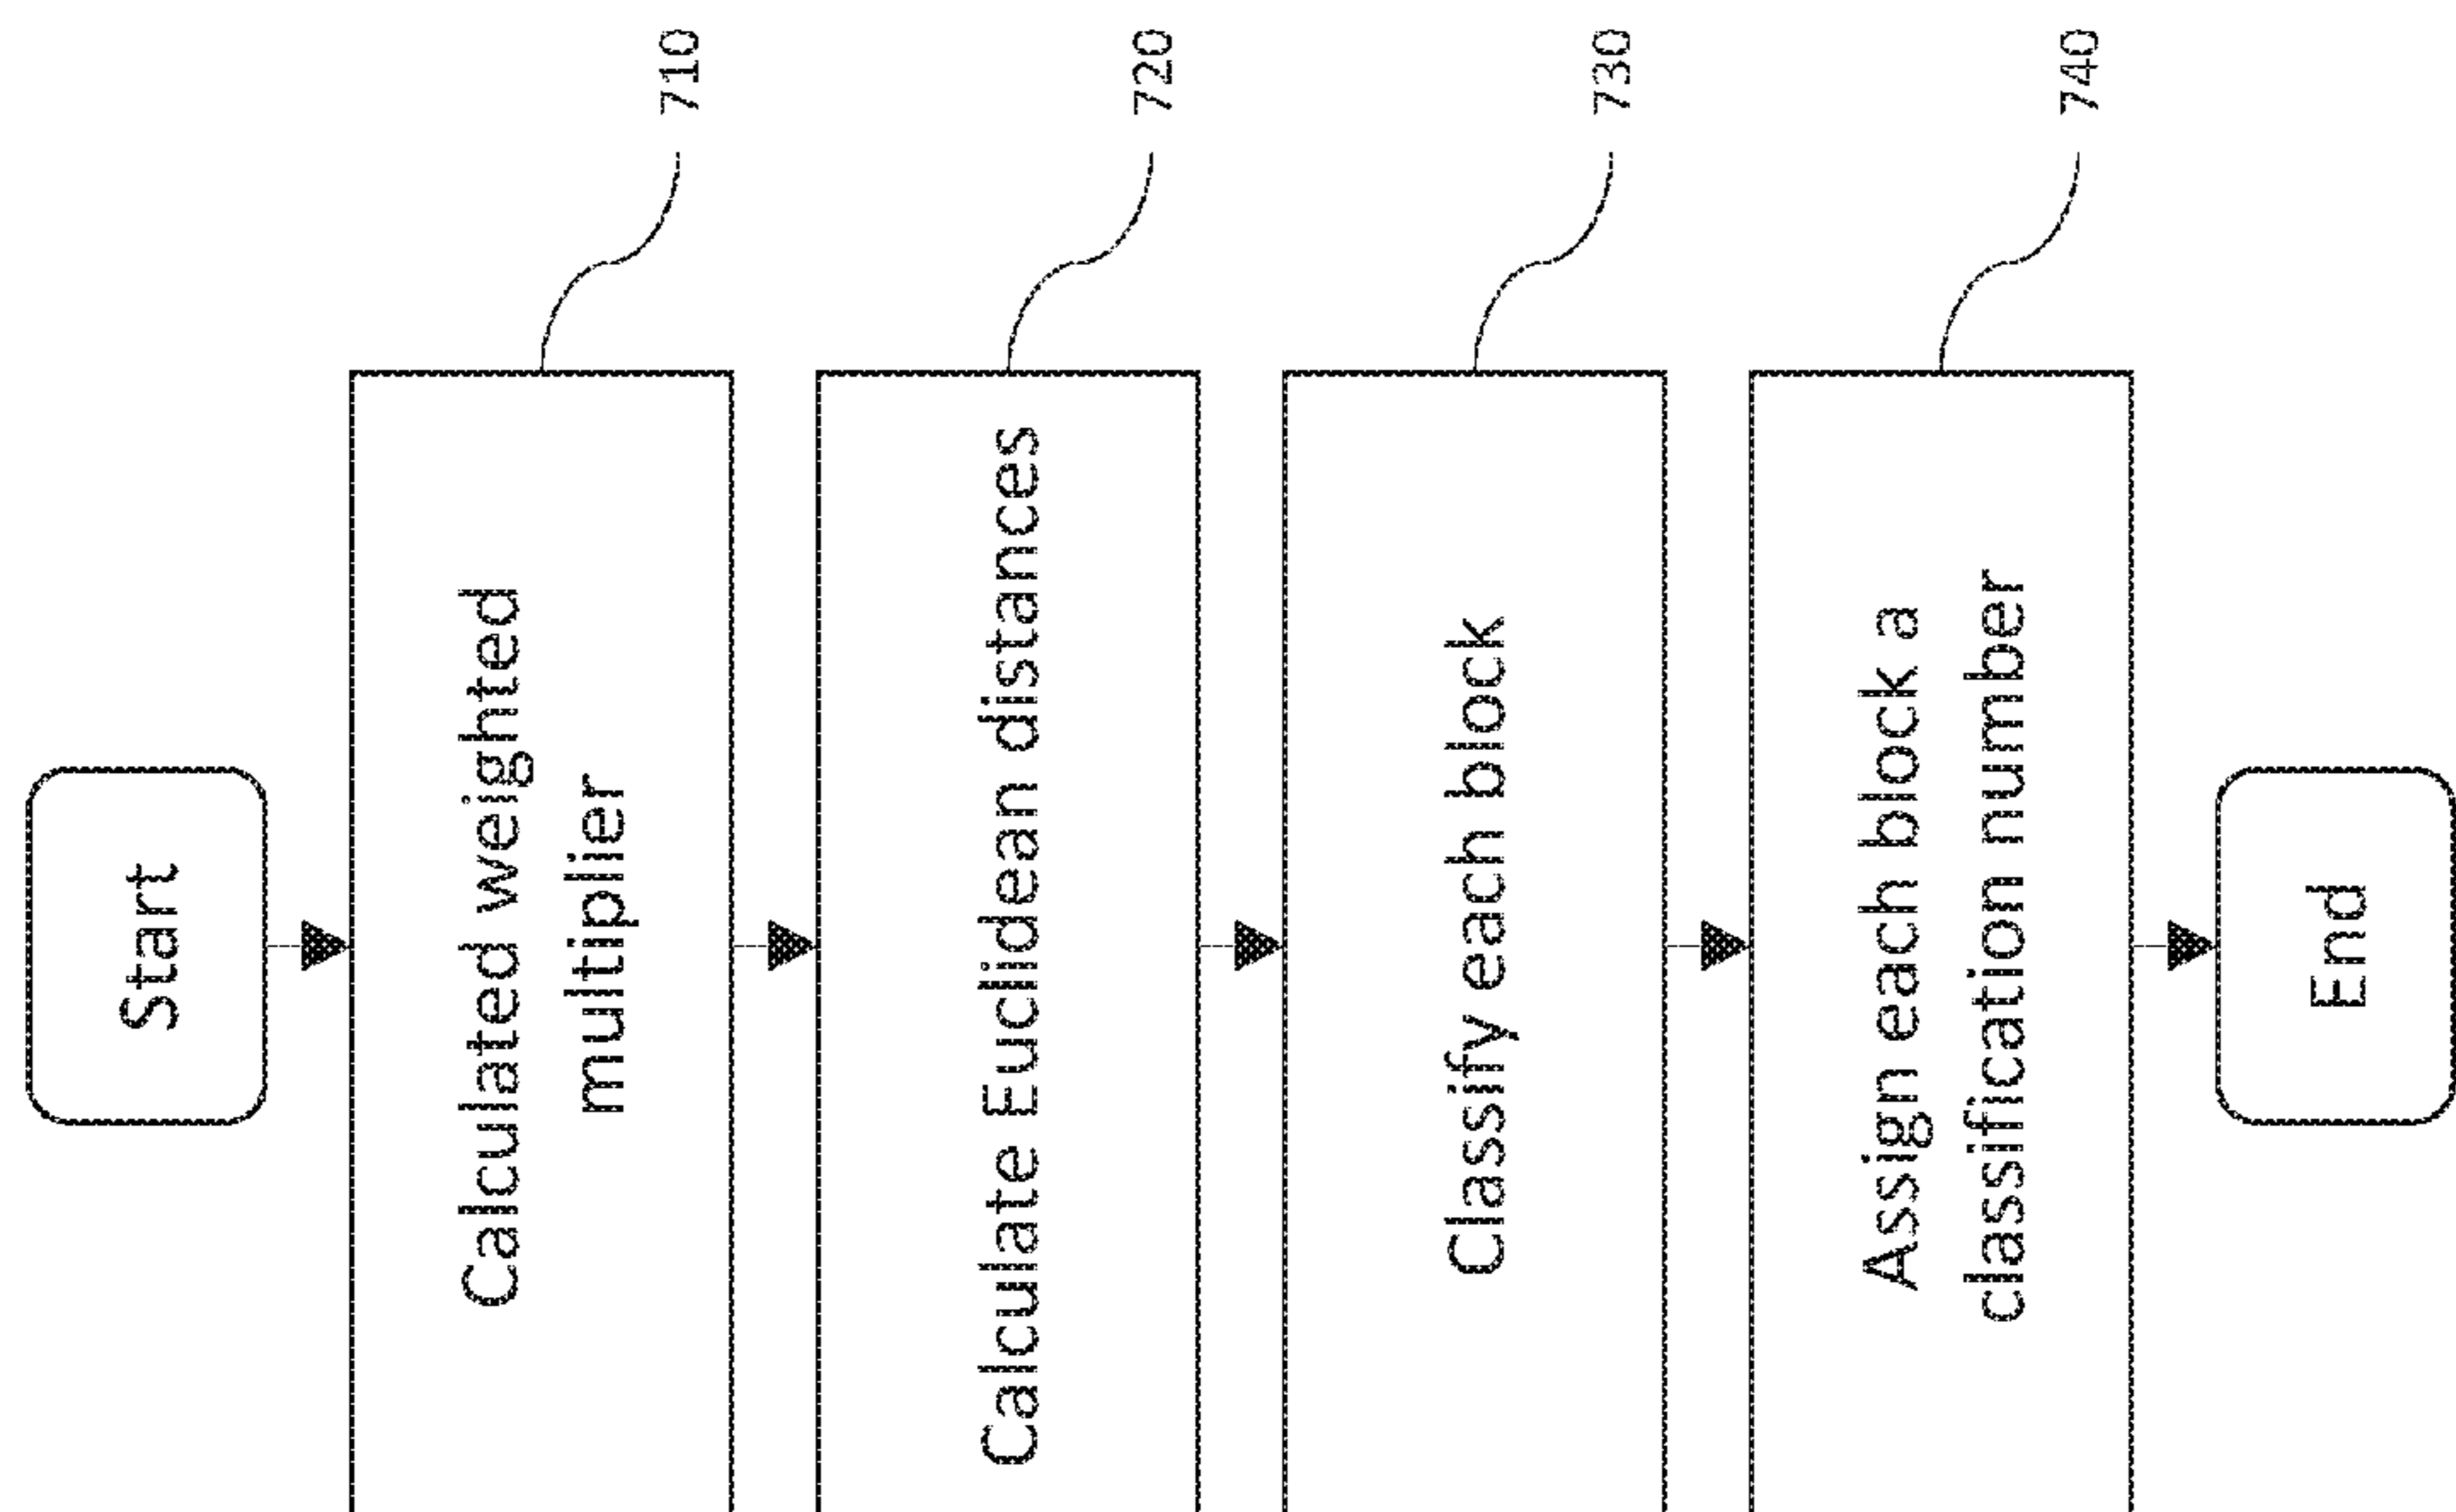 Start
Calculated weighted
multiplier
710
Calculate Euclidean distances
720
Classify each block
730
Assign each block a
classification number
740
End